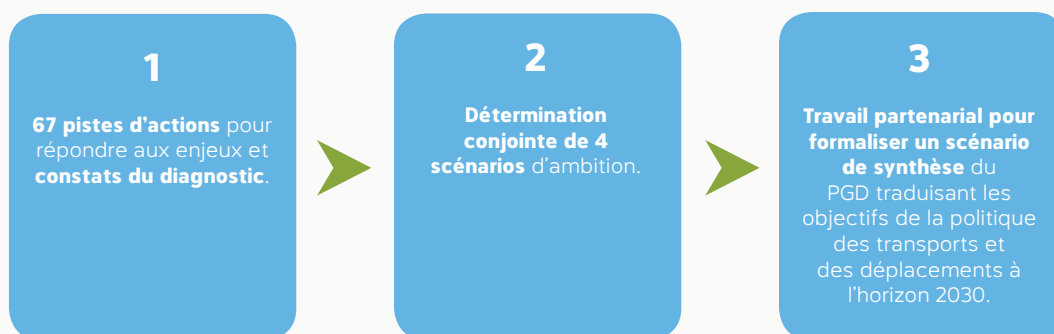 1
67 pistes d'actions pour
répondre aux enjeux et
constats du diagnostic.
2
Détermination
conjointe de 4
scénarios d'ambition.
3
Travail partenarial pour
formaliser un scénario
de synthèse du
PGD traduisant les
objectifs de la politique
des transports et
des déplacements à
l'horizon 2030.